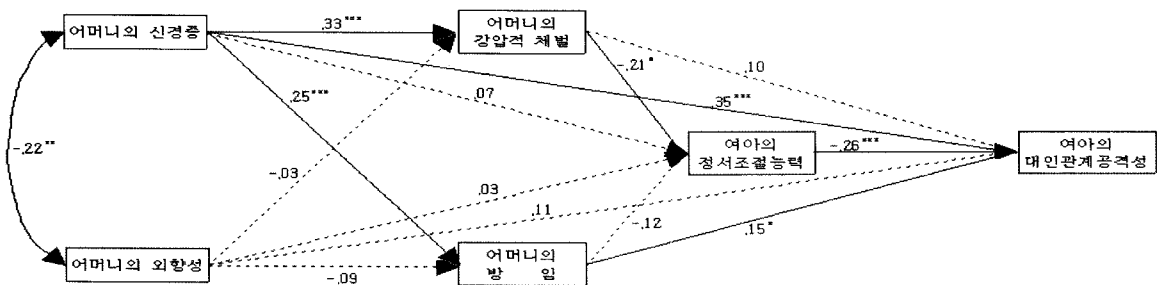 어머니의 신경증
.33***
어머니의
강압적 체벌
-.21*
.10
.07
.25***
.35***
-.22**
-.03
여아의
정서조절능력
-.26***
여아의
대인관계공격성
.03
.11
-.12
.15*
어머니의 외향성
-.09
어머니의
방 임